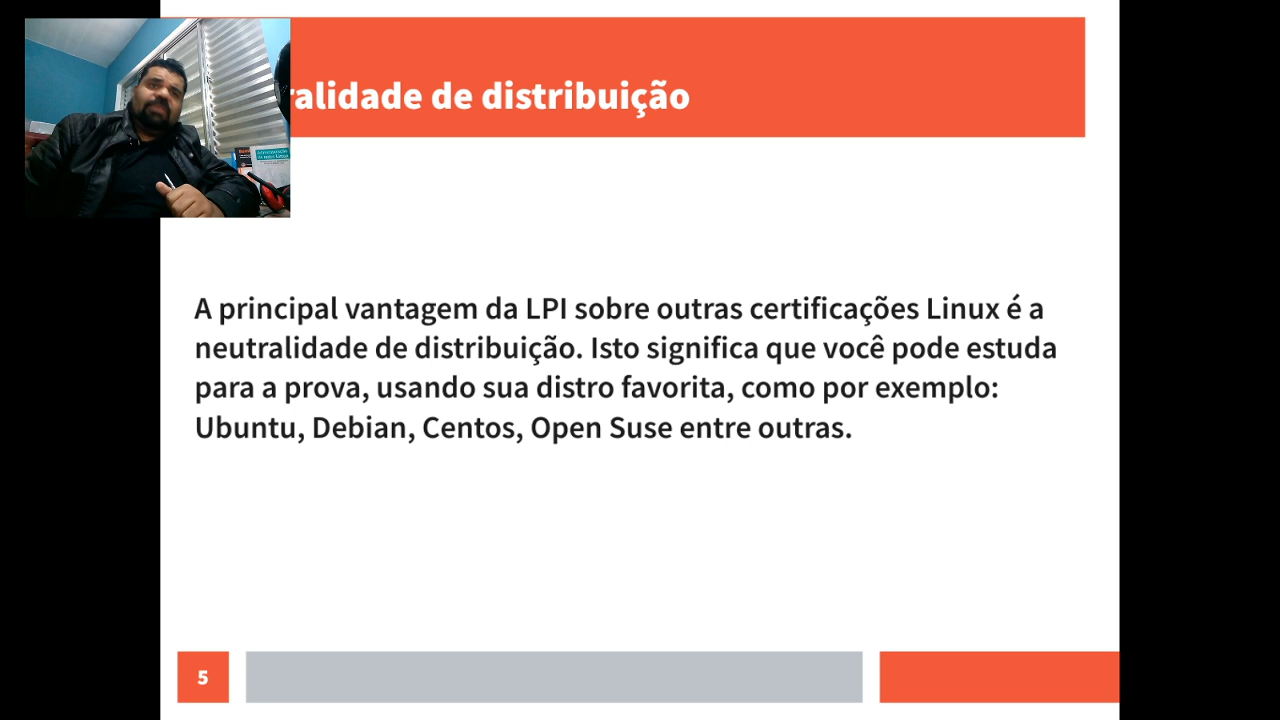 ralidade de distribuição
A principal vantagem da LPI sobre outras certificações Linux é a
neutralidade de distribuição. Isto significa que você pode estuda
para a prova, usando sua distro favorita, como por exemplo:
Ubuntu, Debian, Centos, Open Suse entre outras.
5